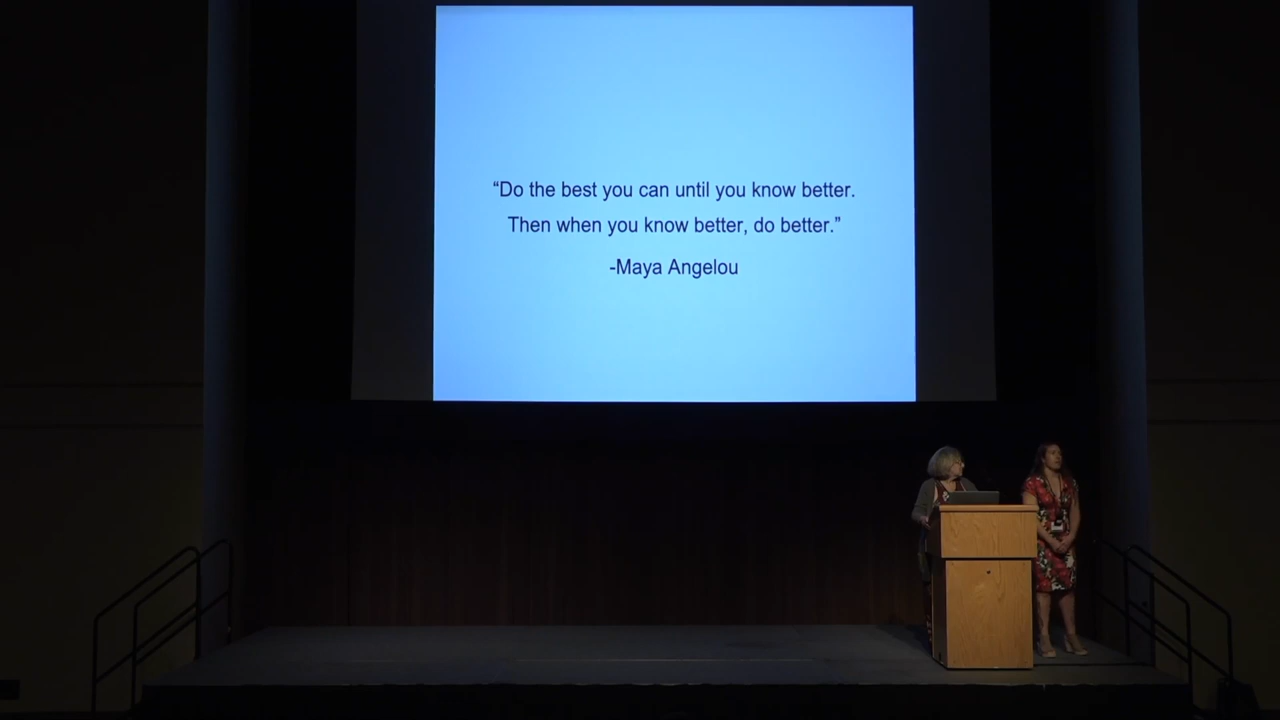 “Do the best you can until you know better.
Then when you know better, do better.”
-Maya Angelou